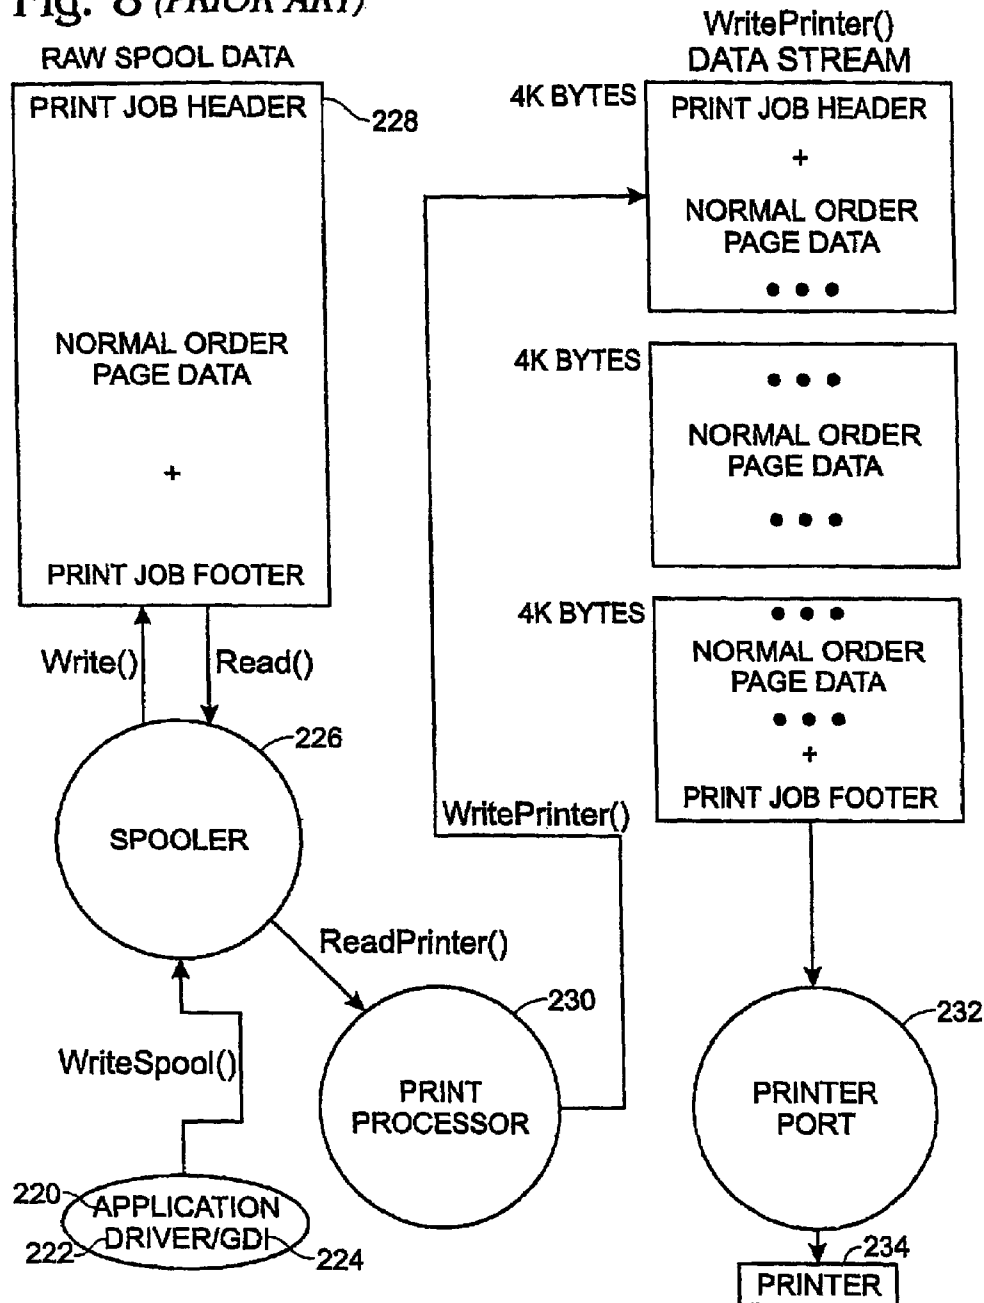 Fig. 8 (PRIOR ART)
RAW SPOOL DATA
PRINT JOB HEADER
228
NORMAL ORDER
PAGE DATA
+
PRINT JOB FOOTER
Write()
Read()
226
SPOOLER
ReadPrinter()
WriteSpool()
220
APPLICATION
222
DRIVER/GDI
224
230
PRINT
PROCESSOR
WritePrinter()
WritePrinter()
DATA STREAM
4K BYTES
PRINT JOB HEADER
+
NORMAL ORDER
PAGE DATA
● ● ●
4K BYTES
● ● ●
NORMAL ORDER
PAGE DATA
● ● ●
4K BYTES
● ● ●
NORMAL ORDER
PAGE DATA
● ● ●
+
PRINT JOB FOOTER
232
PRINTER
PORT
234
PRINTER